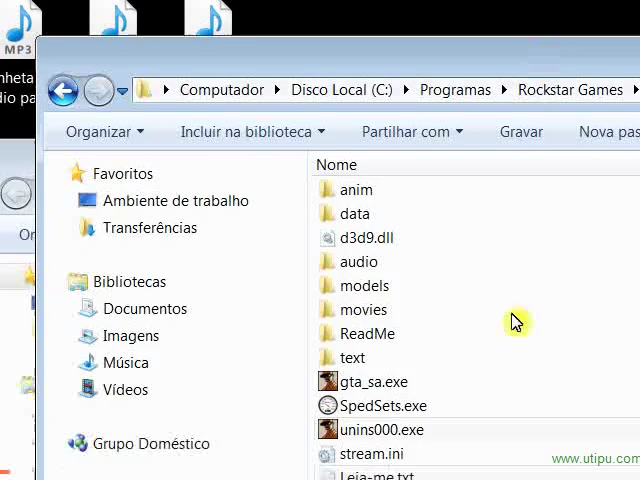 MP3
nheta
dio pa
Computador
Disco Local (C:)
Programas
Rockstar Games
Organizar
Incluir na biblioteca
Partilhar com
Gravar
Nova pas
Or
Nome
Favoritos
Ambiente de trabalho
Transferências
Bibliotecas
Documentos
Imagens
Música
Vídeos
Grupo Doméstico
anim
data
d3d9.dll
audio
models
movies
ReadMe
text
gta_sa.exe
SpedSets.exe
unins000.exe
stream.ini
Leia-me.txt
www.utipu.com